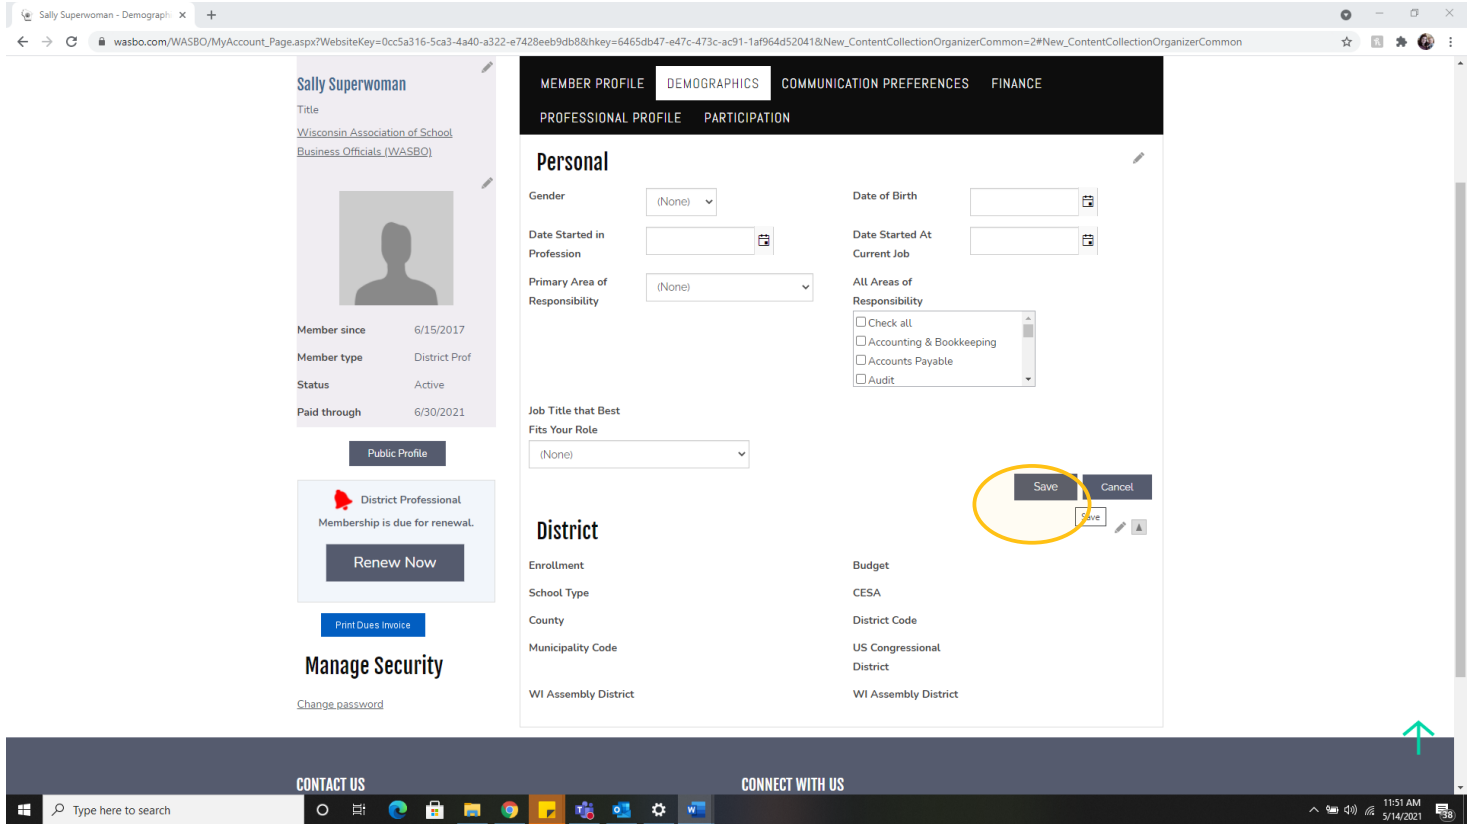 Sally Superwoman - Demograph
wasbo.com/WASBO/MyAccount_Page.aspx?WebsiteKey=0cc5a316-5ca3-4a40-a322-e7428eeb9db8&hkey=6465db47-e47c-473c-ac91-1af964d52041&New_ContentCollectionOrganizerCommon=2#New_ContentCollectionOrganizerCommon
Sally Superwoman
Title
Wisconsin Association of School
Business Officials (WASBO)
Member since 6/15/2017
Member type District Prof
Status Active
Paid through 6/30/2021
Public Profile
District Professional
Membership is due for renewal.
Renew Now
Print Dues Invoice
Manage Security
Change password
MEMBER PROFILE DEMOGRAPHICS COMMUNICATION PREFERENCES FINANCE
PROFESSIONAL PROFILE PARTICIPATION
Personal
Gender (None) Date of Birth
Date Started in Date Started At
Profession Current Job
Primary Area of (None) All Areas of
Responsibility Responsibility
Check all
Accounting & Bookkeeping
Accounts Payable
Audit
Job Title that Best
Fits Your Role
(None)
Save Cancel
Save
District
Enrollment Budget
School Type CESA
County District Code
Municipality Code US Congressional
District
WI Assembly District WI Assembly District
CONTACT US CONNECT WITH US
Type here to search
11:51 AM
5/14/2021
38